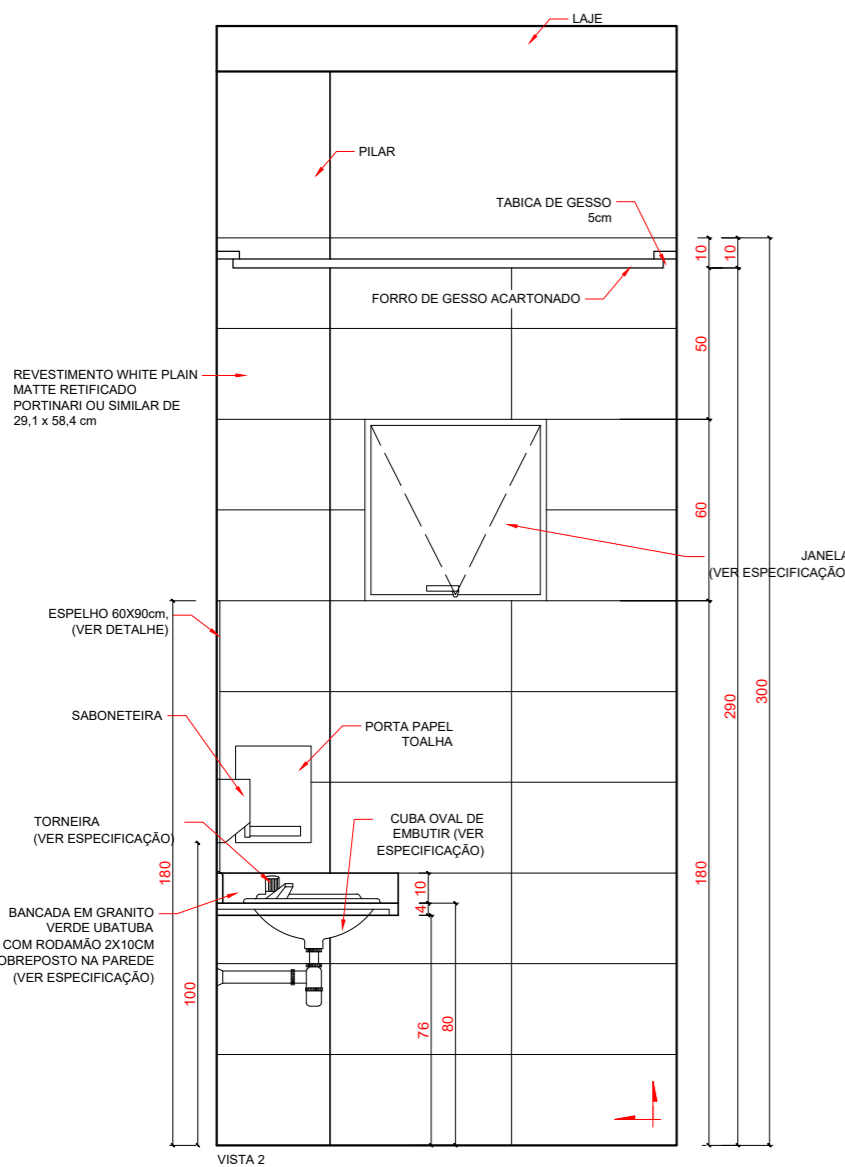 LAJE
PILAR
TABICA DE GESSO
5cm
10
10
FORRO DE GESSO ACARTONADO
50
REVESTIMENTO WHITE PLAIN
MATTE RETIFICADO
PORTINARI OU SIMILAR DE
29,1 x 58,4 cm
60
JANELA
(VER ESPECIFICAÇÃO
ESPELHO 60X90cm,
(VER DETALHE)
290
300
SABONETEIRA
PORTA PAPEL
TOALHA
TORNEIRA
(VER ESPECIFICAÇÃO)
CUBA OVAL DE
EMBUTIR (VER
ESPECIFICAÇÃO)
180
180
10
4
BANCADA EM GRANITO
VERDE UBATUBA
COM RODAMÃO 2X10CM
OBREPOSTO NA PAREDE
(VER ESPECIFICAÇÃO)
100
76
80
VISTA 2